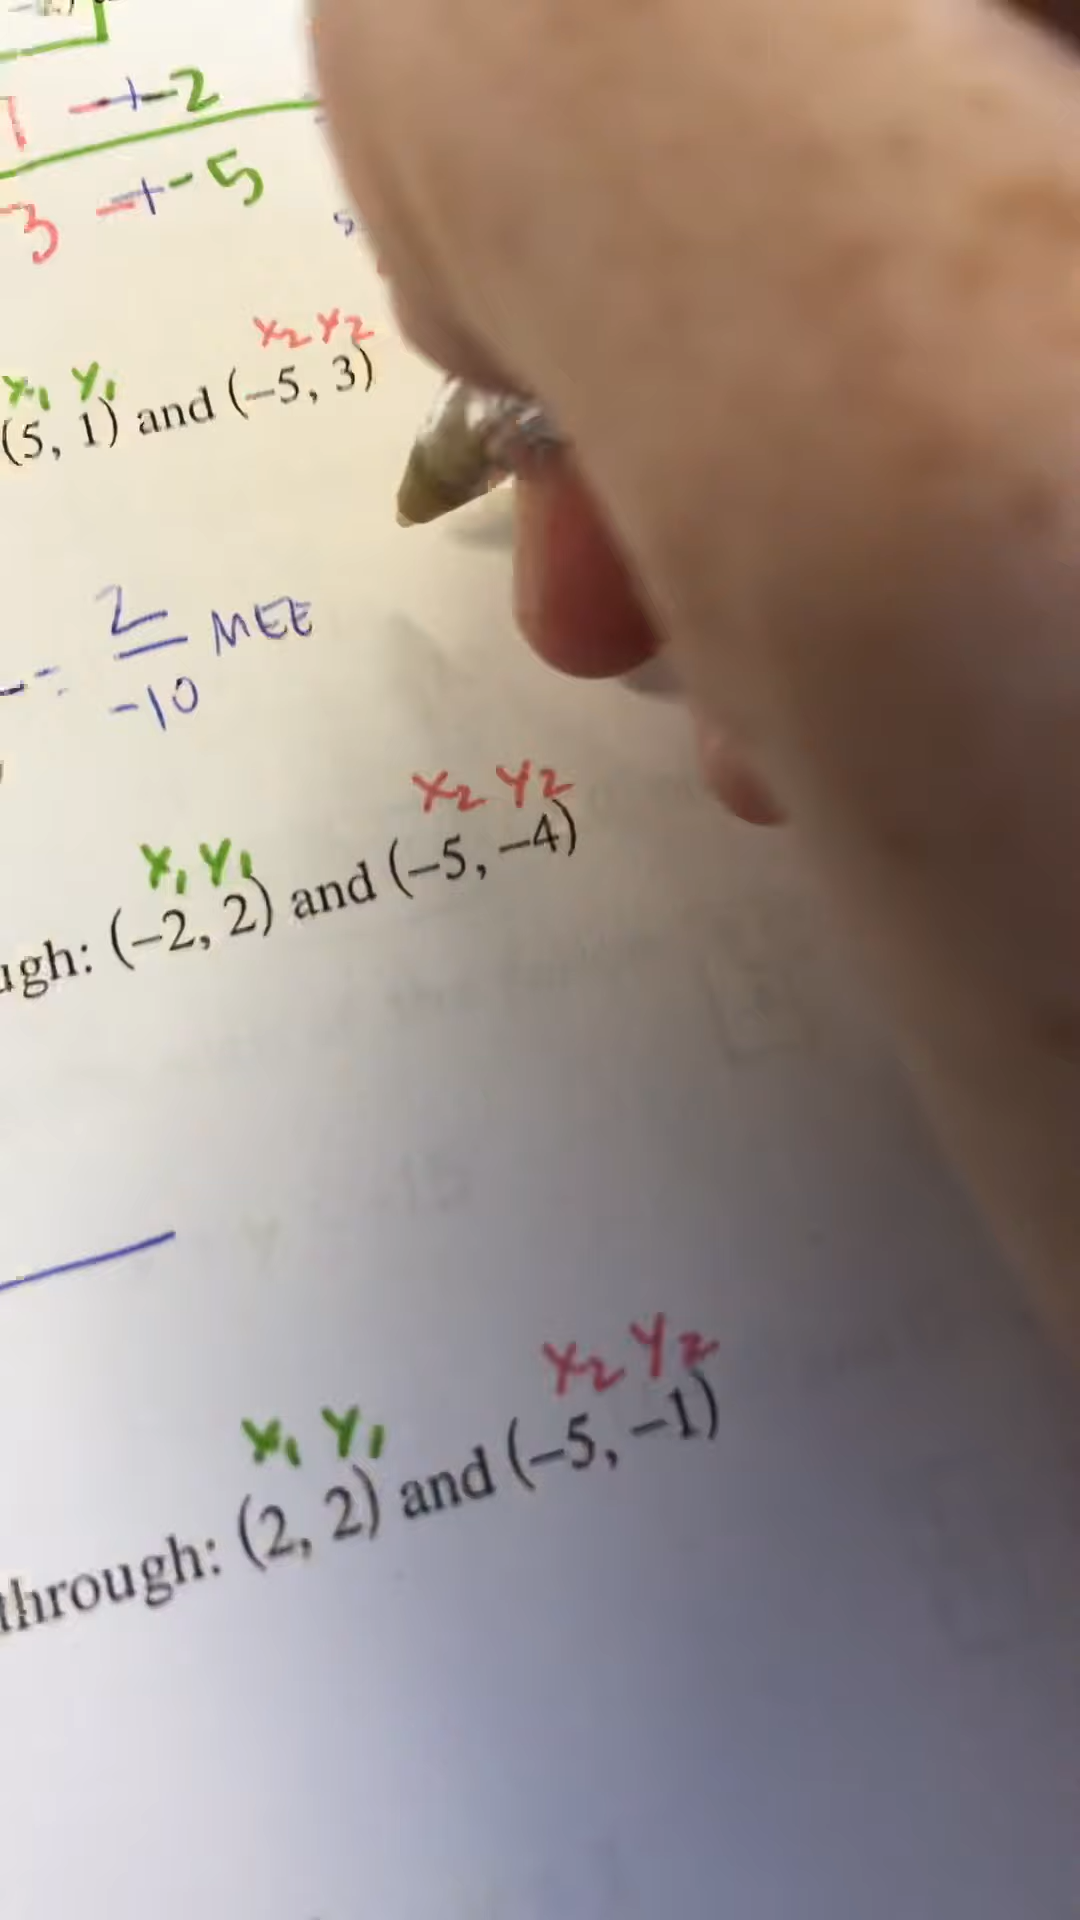 1 -+-2
3 -+-5
X2 Y2
X1 Y1
(5, 1) and (-5, 3)
2 MEE
-10
X2 Y2
X1 Y1
ugh: (-2, 2) and (-5, -4)
X2 Y2
X1 Y1
through: (2, 2) and (-5, -1)